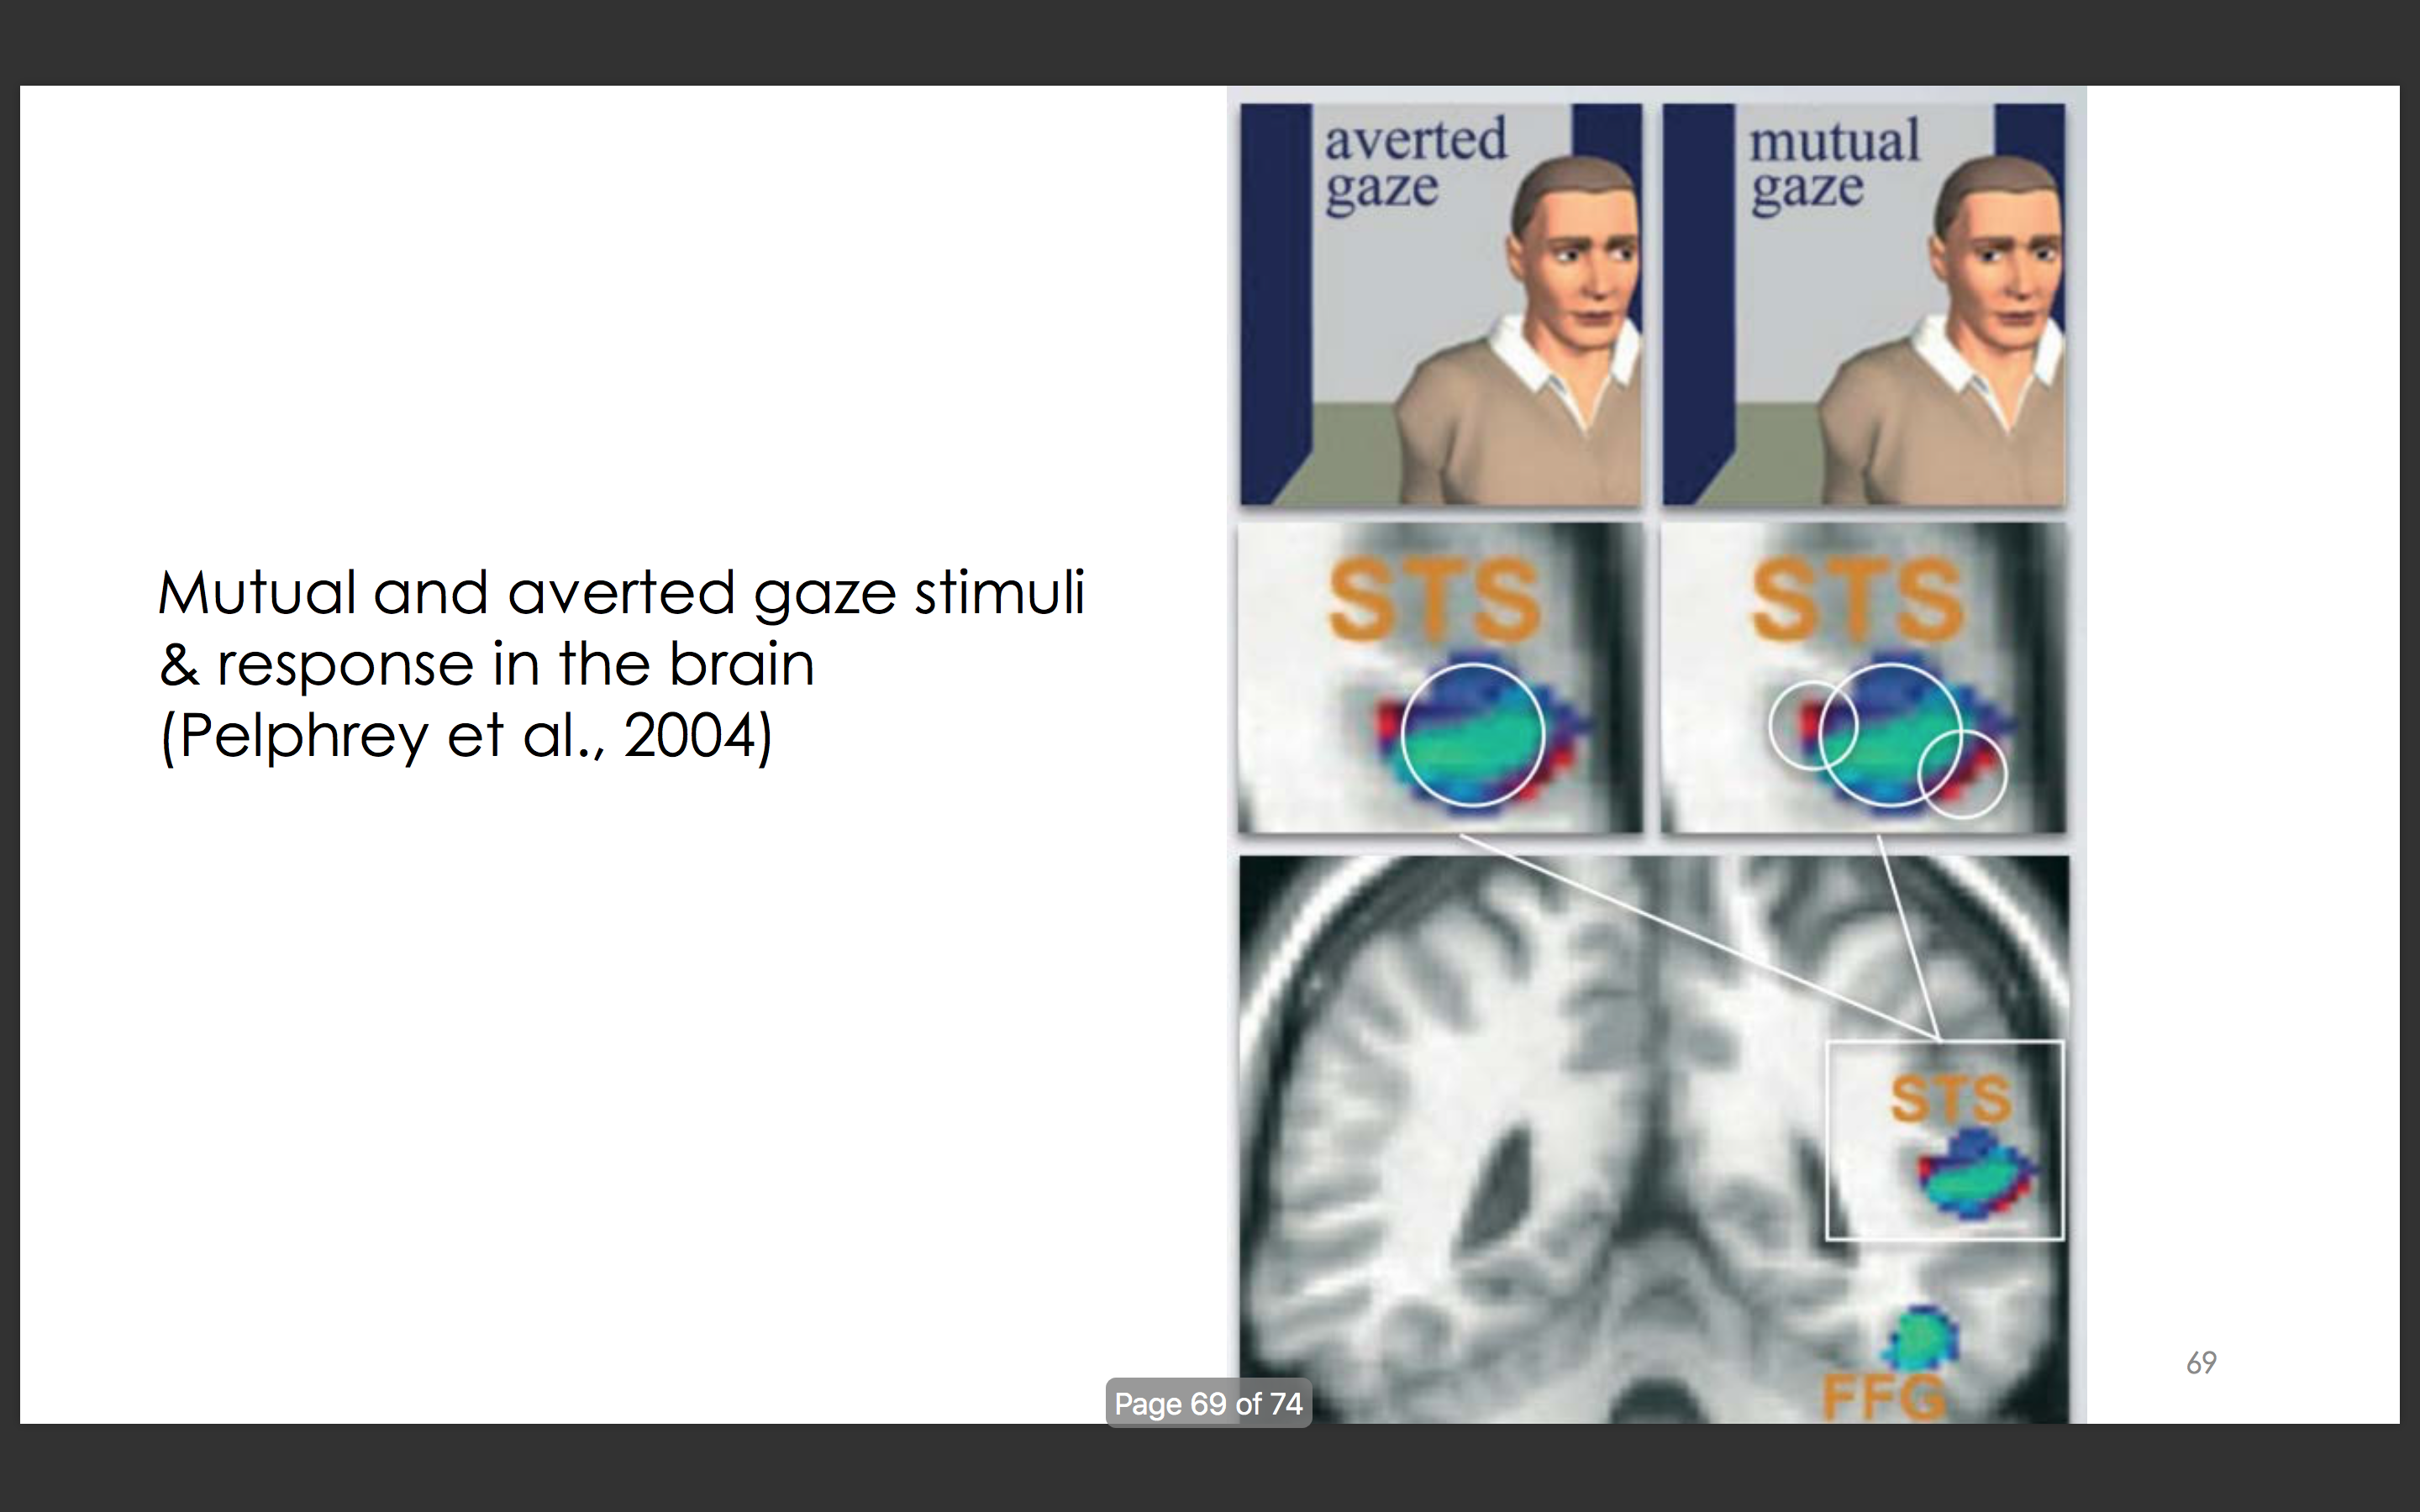 Mutual and averted gaze stimuli
& response in the brain
(Pelphrey et al., 2004)
averted
gaze
mutual
gaze
STS
STS
STS
FFG
69
Page 69 of 74